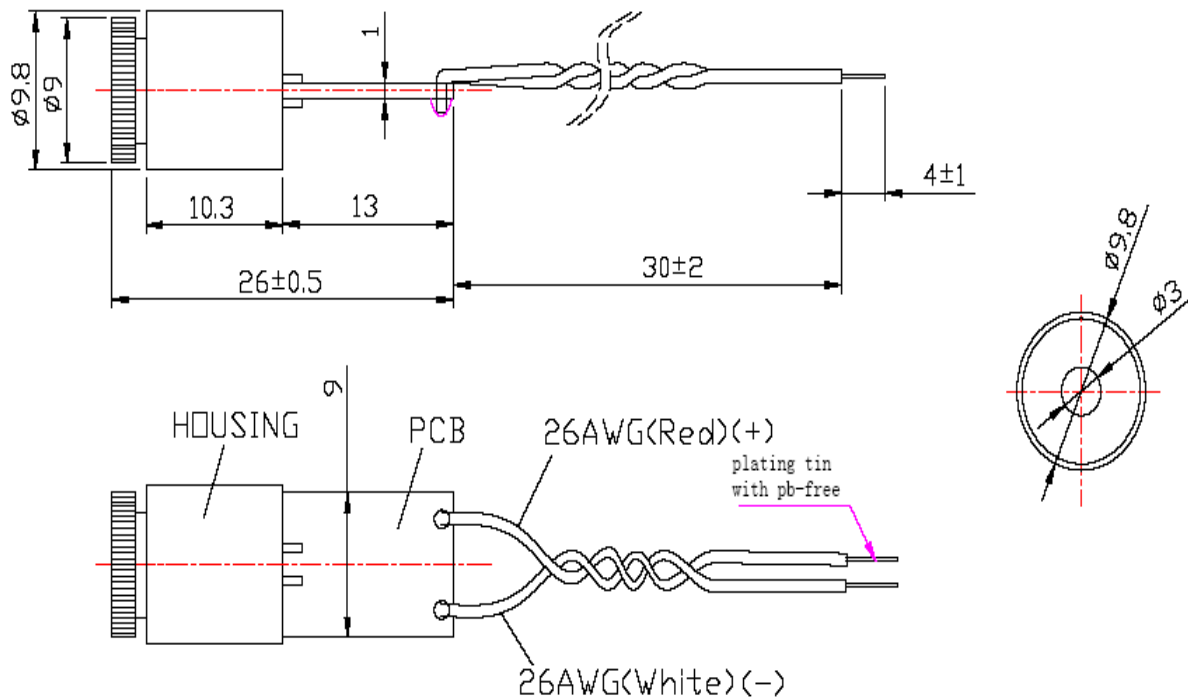 Ø9.8
Ø9
1
10.3
13
4±1
26±0.5
30±2
Ø9.8
Ø3
HOUSING
PCB
9
26AWG(Red)(+)
plating tin
with pb-free
26AWG(White)(-)